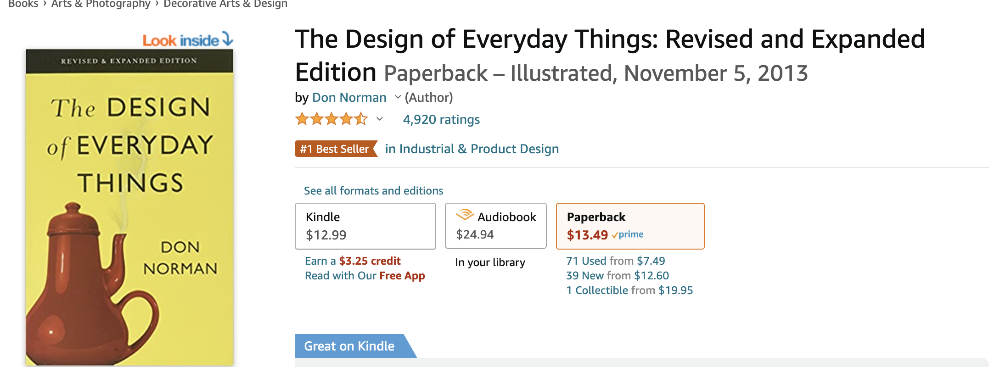 Books › Arts & Photography › Decorative Arts & Design
Look inside
REVISED & EXPANDED EDITION
The DESIGN
of EVERYDAY
THINGS
DON
NORMAN
The Design of Everyday Things: Revised and Expanded
Edition Paperback – Illustrated, November 5, 2013
by Don Norman (Author)
4,920 ratings
#1 Best Seller in Industrial & Product Design
See all formats and editions
Kindle
$12.99
Earn a $3.25 credit
Read with Our Free App
Audiobook
$24.94
In your library
Paperback
$13.49 prime
71 Used from $7.49
39 New from $12.60
1 Collectible from $19.95
Great on Kindle